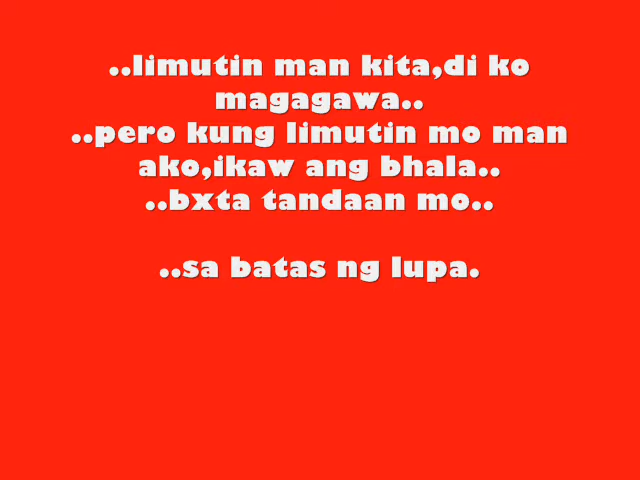 ..limutin man kita,di ko
magagawa..
..pero kung limutin mo man
ako,ikaw ang bhala..
..bxta tandaan mo..
..sa batas ng lupa.